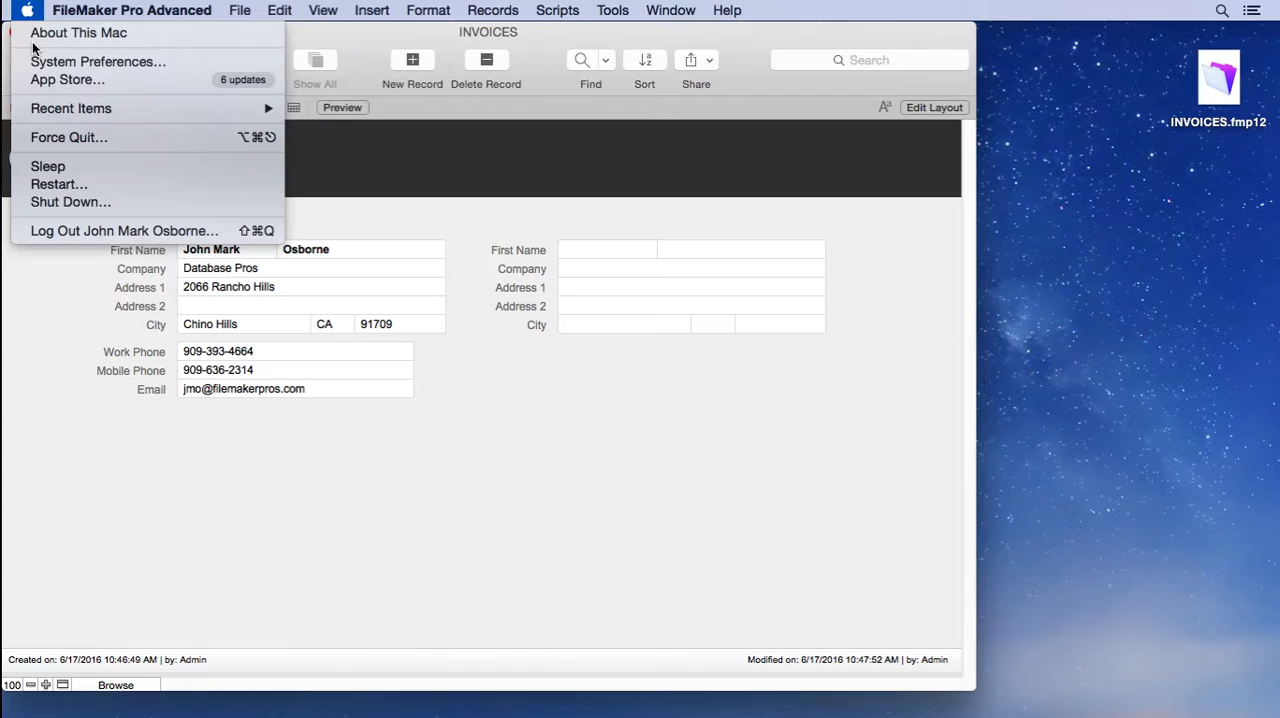 FileMaker Pro Advanced File Edit View Insert Format Records Scripts Tools Window Help
About This Mac
System Preferences...
App Store... 6 updates
Recent Items
Force Quit... ⌥⌘⎋
Sleep
Restart...
Shut Down...
Log Out John Mark Osborne... ⇧⌘Q
INVOICES
Show All New Record Delete Record Find Sort Share Search
Preview Aa Edit Layout
First Name John Mark Osborne
Company Database Pros
Address 1 2066 Rancho Hills
Address 2
City Chino Hills CA 91709
First Name
Company
Address 1
Address 2
City
Work Phone 909-393-4664
Mobile Phone 909-636-2314
Email jmo@filemakerpros.com
Created on: 6/17/2016 10:46:49 AM | by: Admin
Modified on: 6/17/2016 10:47:52 AM | by: Admin
100 Browse
INVOICES.fmp12